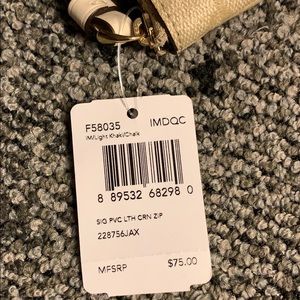 F58035 IMDQC
IM/Light Khaki/Chalk
8 89532 68298 0
SIG PVC LTH CRN ZIP
228756JAX
MFSRP $75.00